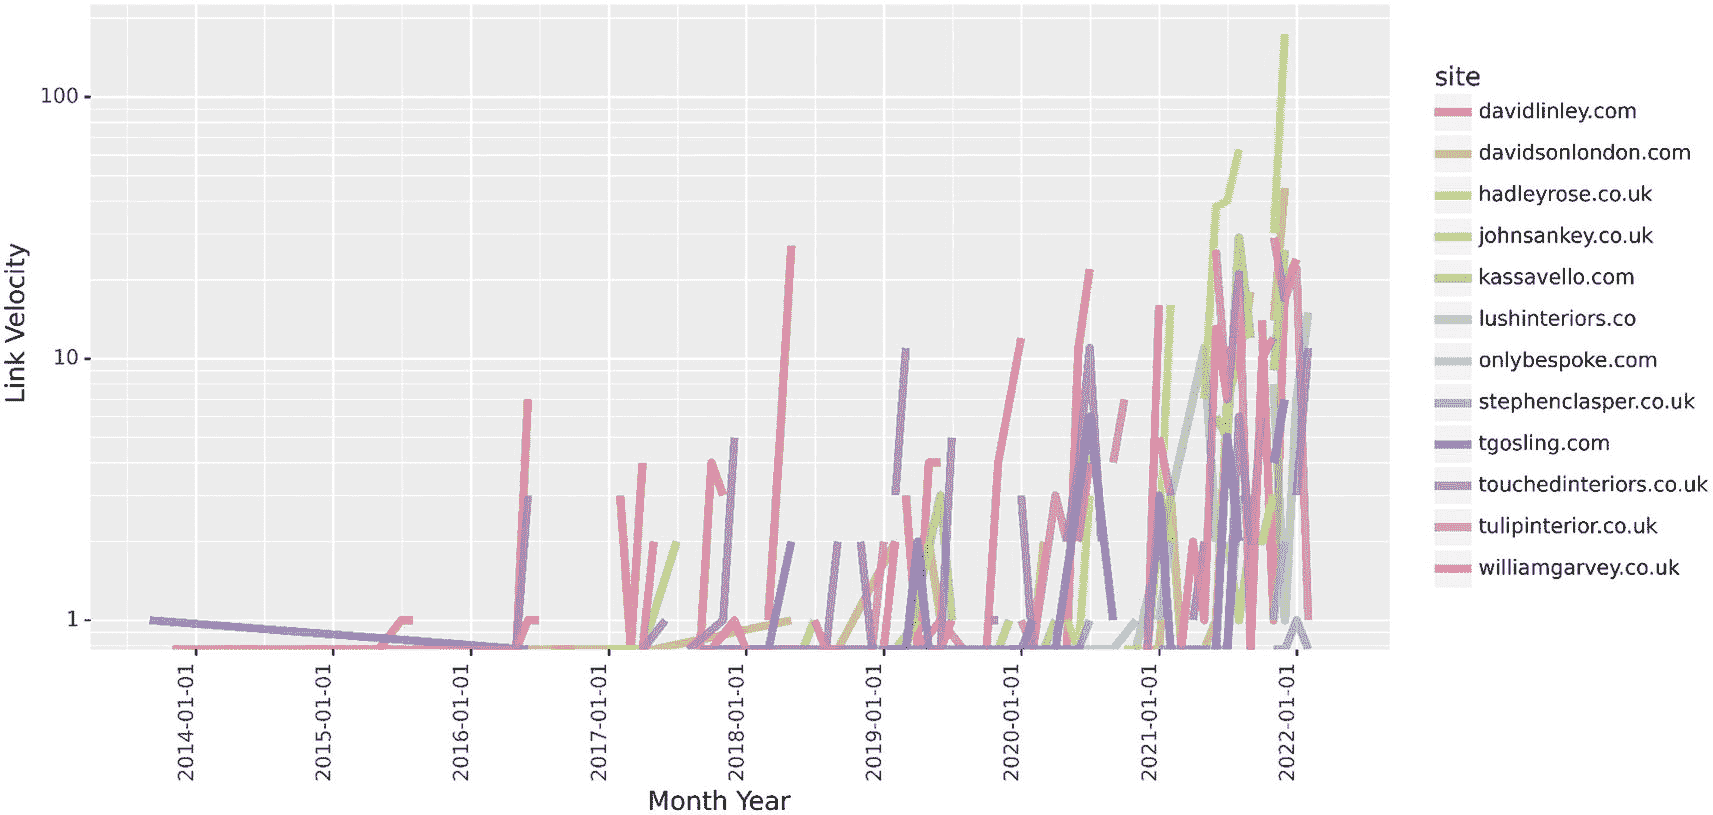 100
10
1
Link Velocity
2014-01-01
2015-01-01
2016-01-01
2017-01-01
2018-01-01
2019-01-01
2020-01-01
2021-01-01
2022-01-01
Month Year
site
davidlinley.com
davidsonlondon.com
hadleyrose.co.uk
johnsankey.co.uk
kassavello.com
lushinteriors.co
onlybespoke.com
stephenclasper.co.uk
tgosling.com
touchedinteriors.co.uk
tulipinterior.co.uk
williamgarvey.co.uk